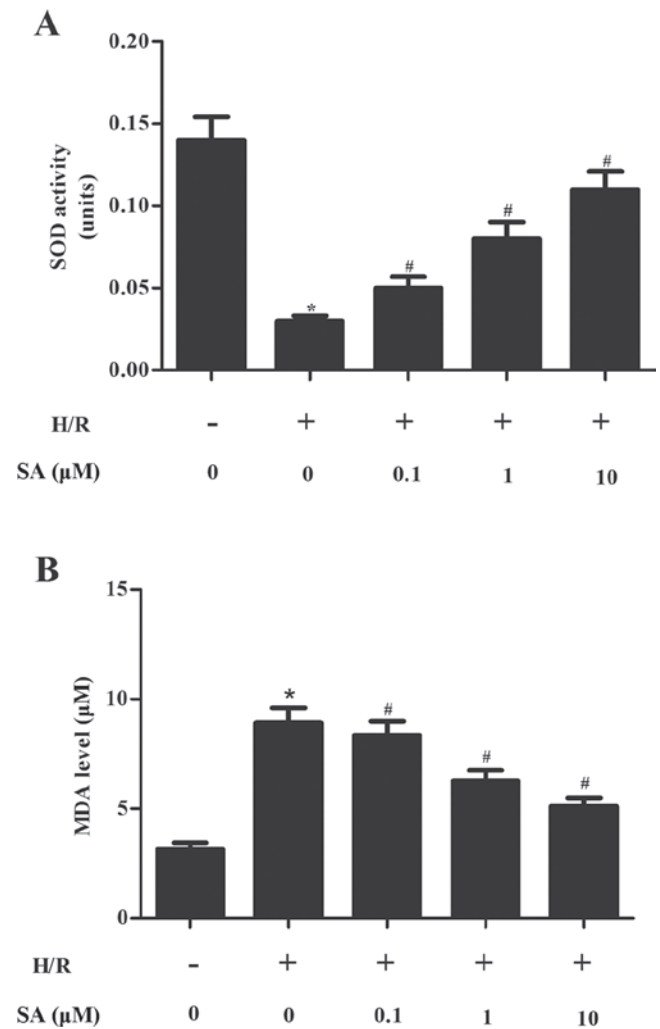 A
SOD activity
(units)
0.20
0.15
0.10
0.05
0.00
*
#
#
#
H/R - + + + +
SA (μM) 0 0 0.1 1 10
B
MDA level (μM)
15
10
5
0
*
#
#
#
H/R - + + + +
SA (μM) 0 0 0.1 1 10